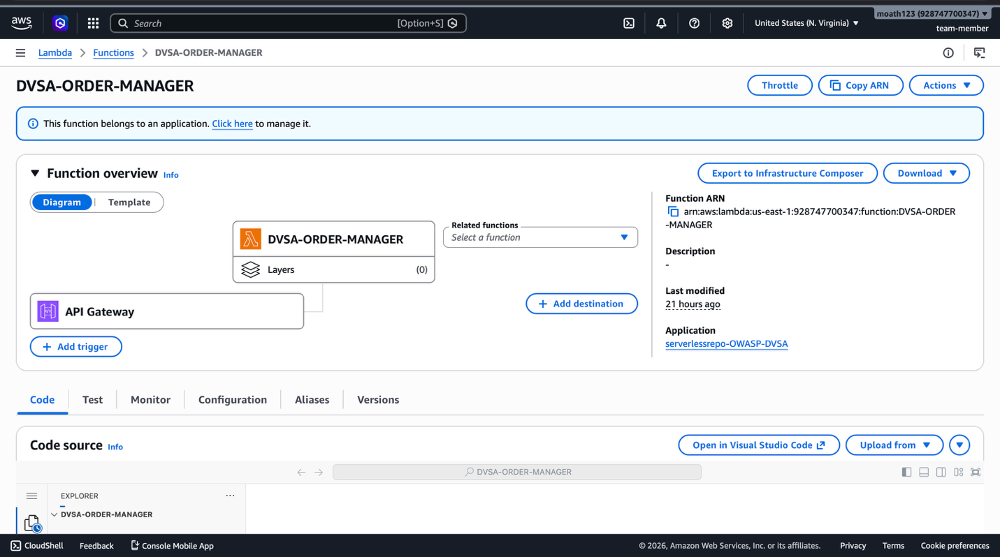 aws
Search [Option+S]
United States (N. Virginia)
moath123 (928747700347)
team-member
Lambda
Functions
DVSA-ORDER-MANAGER
DVSA-ORDER-MANAGER
Throttle
Copy ARN
Actions
This function belongs to an application. Click here to manage it.
Function overview Info
Export to Infrastructure Composer
Download
Diagram
Template
DVSA-ORDER-MANAGER
Layers (0)
Related functions
Select a function
API Gateway
Add trigger
Add destination
Function ARN
arn:aws:lambda:us-east-1:928747700347:function:DVSA-ORDER
-MANAGER
Description
-
Last modified
21 hours ago
Application
serverlessrepo-OWASP-DVSA
Code
Test
Monitor
Configuration
Aliases
Versions
Code source Info
Open in Visual Studio Code
Upload from
DVSA-ORDER-MANAGER
EXPLORER
DVSA-ORDER-MANAGER
CloudShell
Feedback
Console Mobile App
© 2026, Amazon Web Services, Inc. or its affiliates.
Privacy
Terms
Cookie preferences